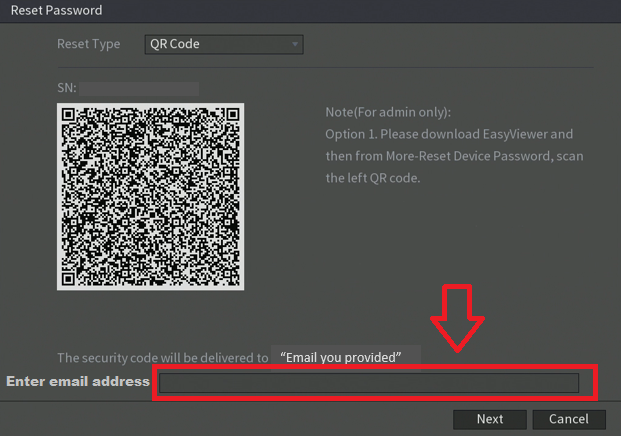 Reset Password
Reset Type QR Code
SN:
Note(For admin only):
Option 1. Please download EasyViewer and
then from More-Reset Device Password, scan
the left QR code.
The security code will be delivered to “Email you provided”
Enter email address
Next Cancel